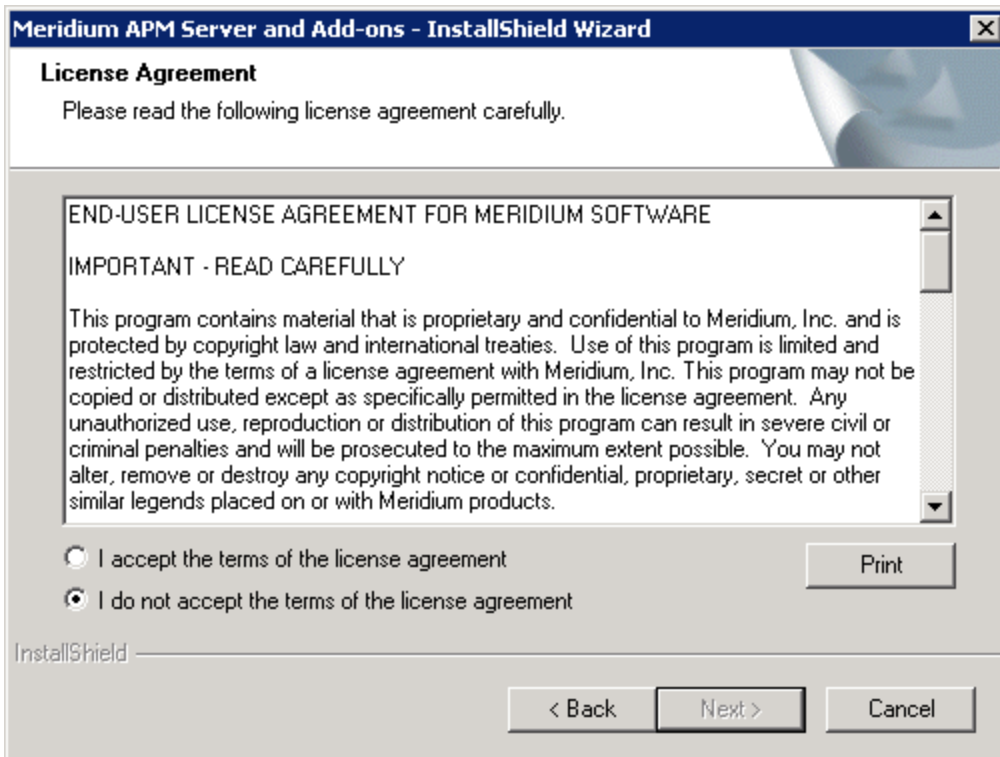 Meridium APM Server and Add-ons - InstallShield Wizard
License Agreement
Please read the following license agreement carefully.
END-USER LICENSE AGREEMENT FOR MERIDIUM SOFTWARE
IMPORTANT - READ CAREFULLY
This program contains material that is proprietary and confidential to Meridium, Inc. and is
protected by copyright law and international treaties.  Use of this program is limited and
restricted by the terms of a license agreement with Meridium, Inc. This program may not be
copied or distributed except as specifically permitted in the license agreement.  Any
unauthorized use, reproduction or distribution of this program can result in severe civil or
criminal penalties and will be prosecuted to the maximum extent possible.  You may not
alter, remove or destroy any copyright notice or confidential, proprietary, secret or other
similar legends placed on or with Meridium products.
I accept the terms of the license agreement
Print
I do not accept the terms of the license agreement
InstallShield
< Back
Next >
Cancel